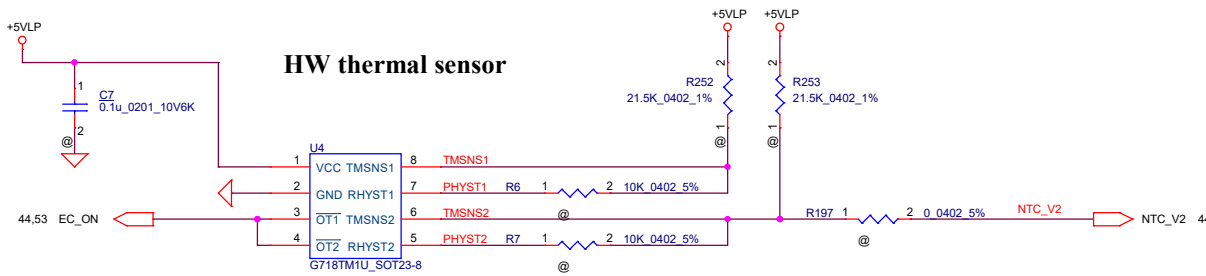 +5VLP
+5VLP
+5VLP
HW thermal sensor
2
2
R252
R253
21.5K_0402_1%
21.5K_0402_1%
1
C7
0.1u_0201_10V6K
2
@
1
@
1
@
U4
1 VCC TMSNS1 8 TMSNS1
2 GND RHYST1 7 PHYST1 R6 1 2 10K_0402_5%
@
44,53 EC_ON 3 OT1 TMSNS2 6 TMSNS2 R197 1 2 0_0402_5% NTC_V2 NTC_V2 44
@
4 OT2 RHYST2 5 PHYST2 R7 1 2 10K_0402_5%
@
G718TM1U_SOT23-8